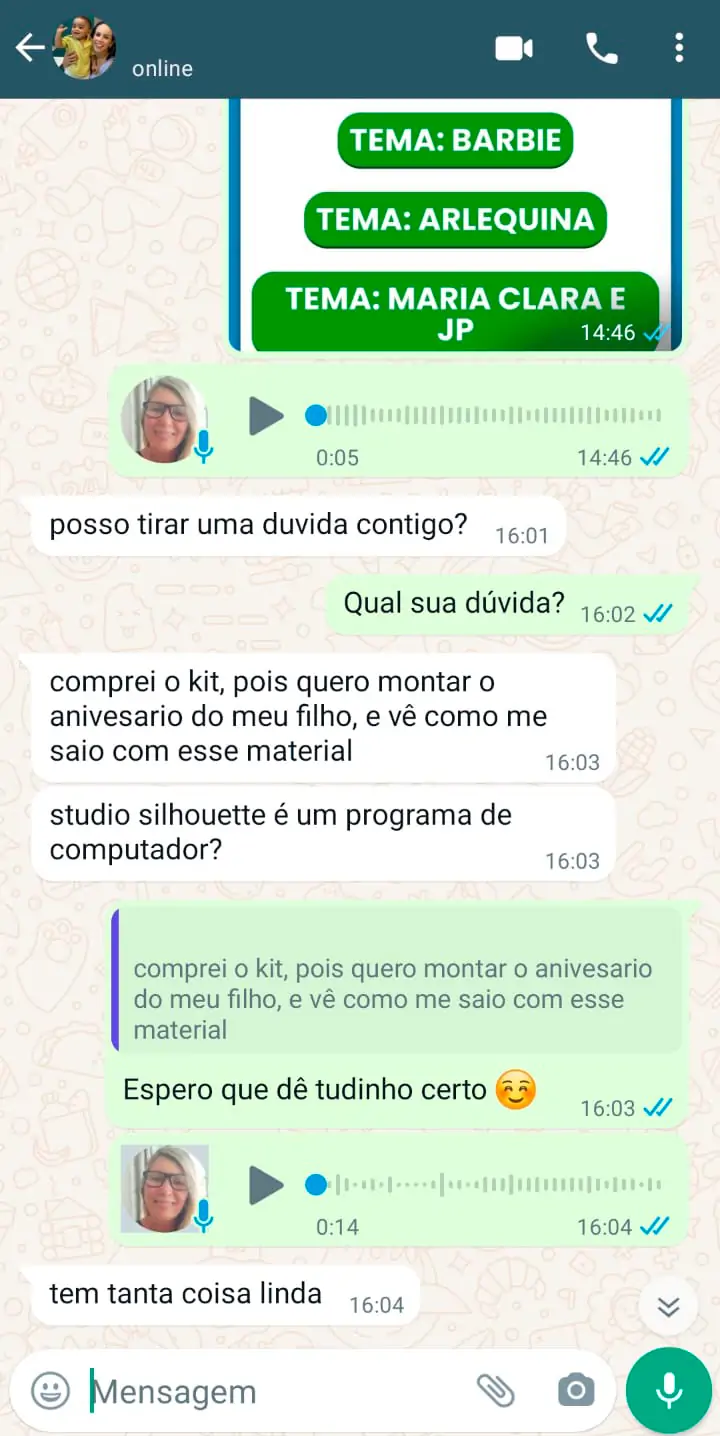 online
TEMA: BARBIE
TEMA: ARLEQUINA
TEMA: MARIA CLARA E
JP
14:46
0:05
14:46
posso tirar uma duvida contigo?
16:01
Qual sua dúvida?
16:02
comprei o kit, pois quero montar o
anivesario do meu filho, e vê como me
saio com esse material
16:03
studio silhouette é um programa de
computador?
16:03
comprei o kit, pois quero montar o anivesario
do meu filho, e vê como me saio com esse
material
Espero que dê tudinho certo
16:03
0:14
16:04
tem tanta coisa linda
16:04
Mensagem